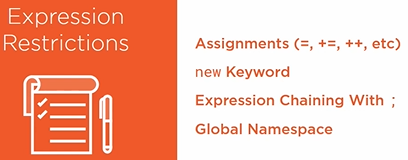 Expression
Restrictions
Assignments (=, +=, ++, etc)
new Keyword
Expression Chaining With ;
Global Namespace